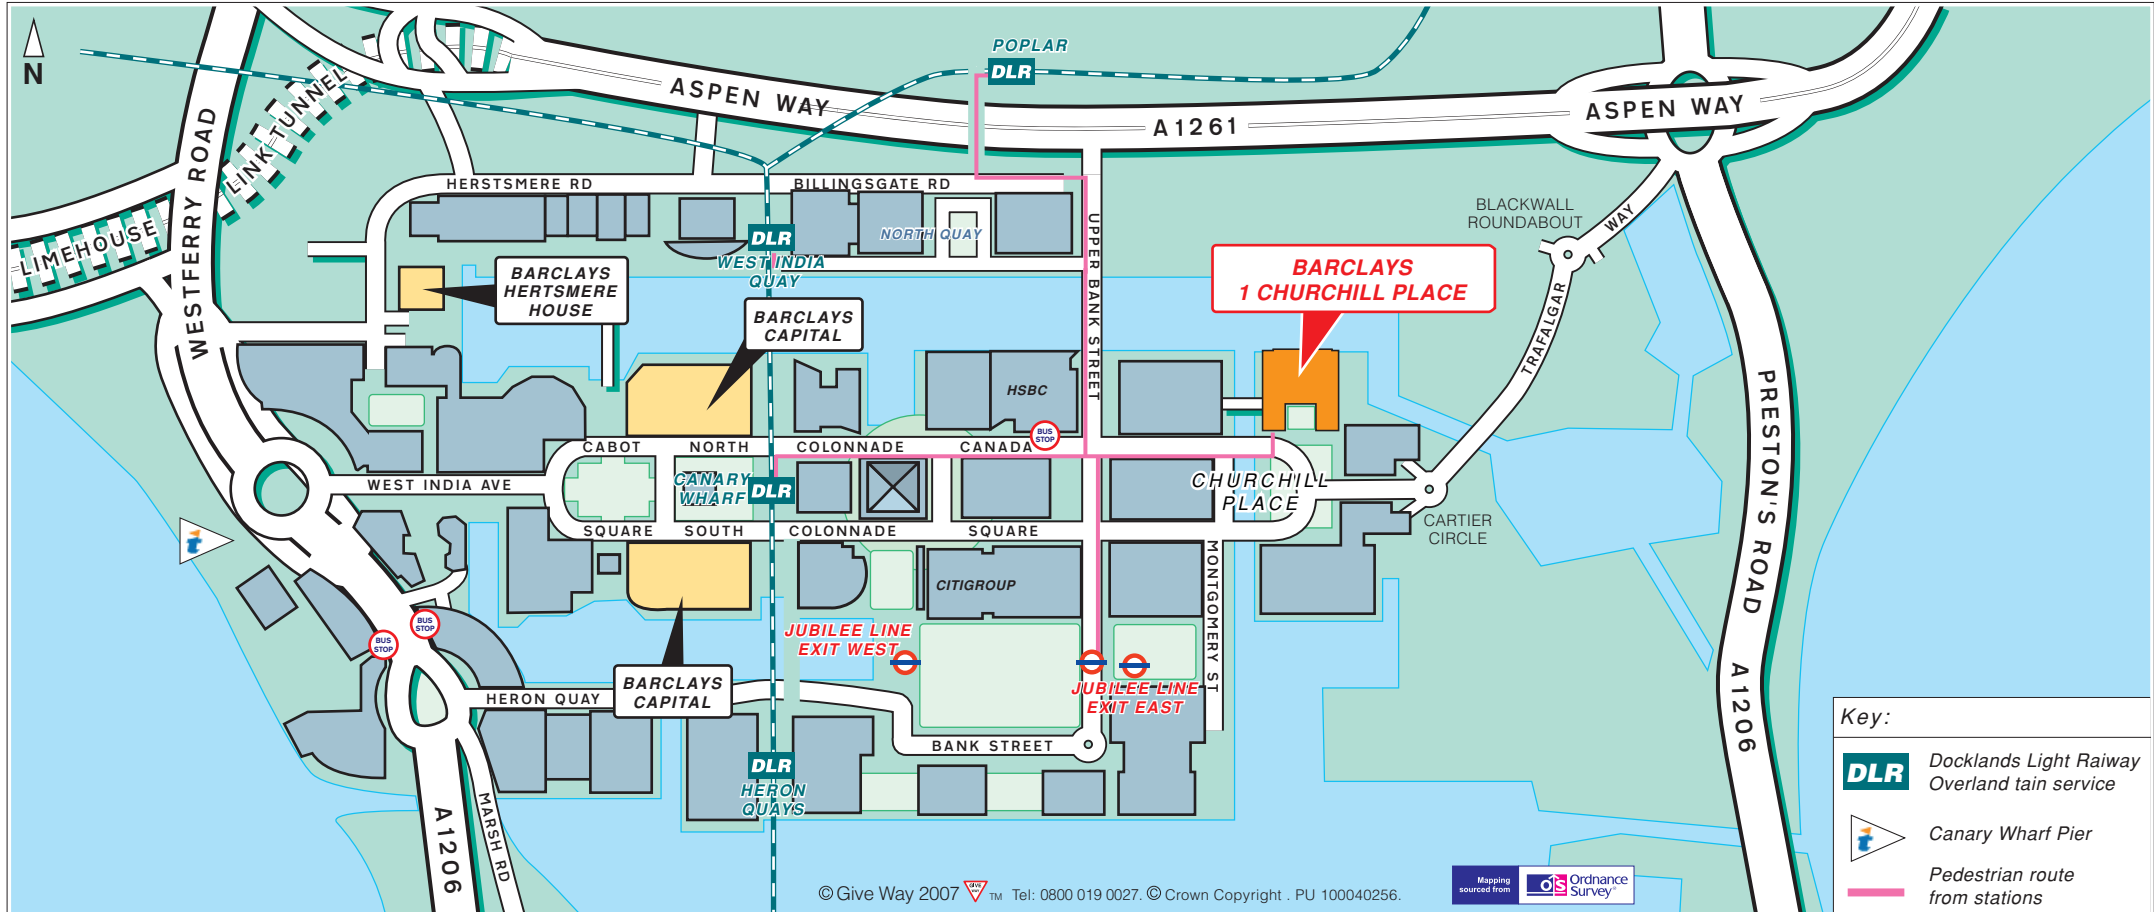 N
POPLAR
DLR
ASPEN WAY
A1261
ASPEN WAY
WESTFERRY ROAD
LINK TUNNEL
LIMEHOUSE
HERSTSMERE RD
BILLINGSGATE RD
NORTH QUAY
DLR
WEST INDIA
QUAY
UPPER BANK STREET
BLACKWALL
ROUNDABOUT
TRAFALGAR WAY
BARCLAYS
HERTSMERE
HOUSE
BARCLAYS
CAPITAL
BARCLAYS
1 CHURCHILL PLACE
HSBC
BUS
STOP
CABOT
NORTH
COLONNADE
CANADA
WEST INDIA AVE
CANARY
WHARF
DLR
CHURCHILL
PLACE
SQUARE
SOUTH
COLONNADE
SQUARE
CARTIER
CIRCLE
PRESTON'S ROAD
A1206
MONTGOMERY ST
CITIGROUP
BUS
STOP
BUS
STOP
JUBILEE LINE
EXIT WEST
JUBILEE LINE
EXIT EAST
HERON QUAY
BARCLAYS
CAPITAL
BANK STREET
DLR
HERON
QUAYS
A1206
MARSH RD
Key:
DLR
Docklands Light Raiway
Overland tain service
Canary Wharf Pier
Pedestrian route
from stations
© Give Way 2007 GIVE WAY TM Tel: 0800 019 0027. © Crown Copyright . PU 100040256.
Mapping
sourced from
OS Ordnance
Survey®